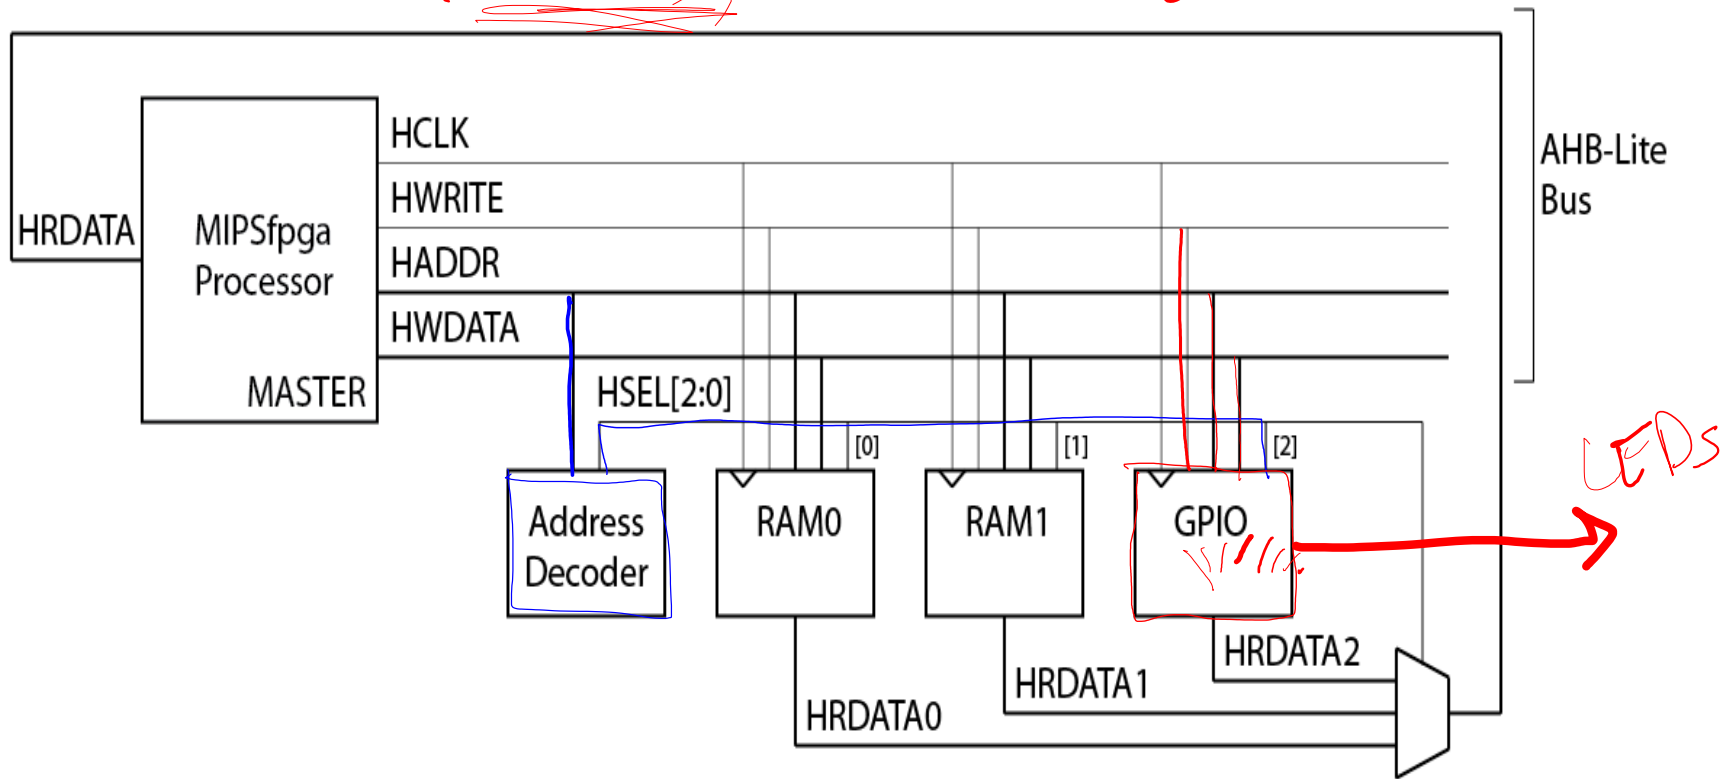 HCLK
HWRITE
HADDR
HWDATA
HRDATA
MIPSfpga
Processor
MASTER
AHB-Lite
Bus
HSEL[2:0]
[0]
[1]
[2]
Address
Decoder
RAM0
RAM1
GPIO
LEDs
HRDATA2
HRDATA1
HRDATA0